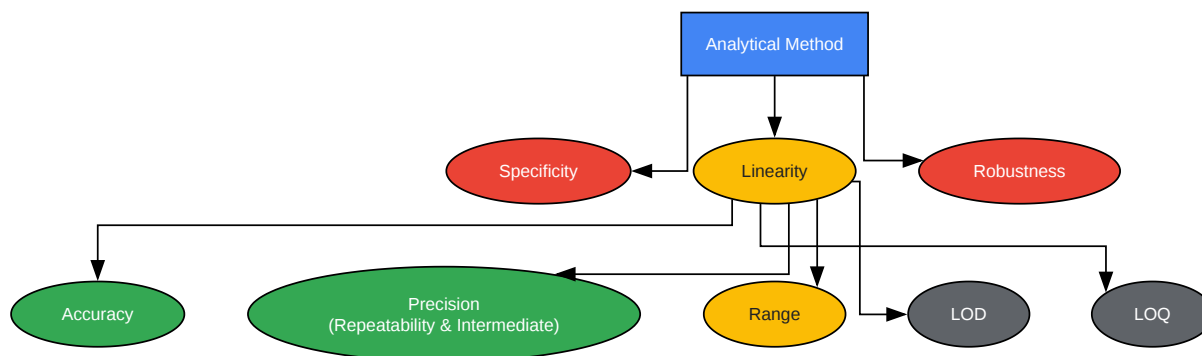 Analytical Method
Specificity
Linearity
Robustness
Accuracy
Precision
(Repeatability & Intermediate)
Range
LOD
LOQ